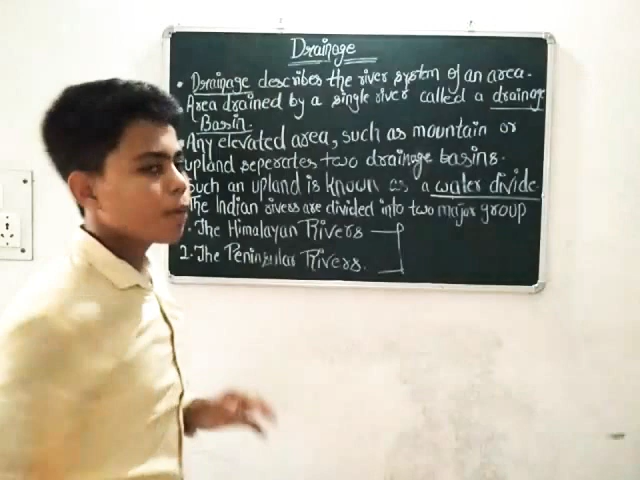 Drainage
• Drainage describes the river system of an area.
Area drained by a single river called a drainage
Basin.
Any elevated area, such as mountain or
upland seperates two drainage basins.
Such an upland is known as a water divide.
The Indian rivers are divided into two major group
. The Himalayan Rivers
2. The Peninsular Rivers.